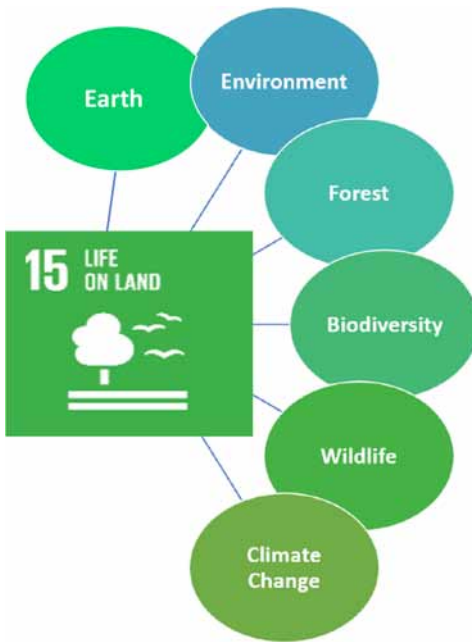 Earth
Environment
Forest
15 LIFE
ON LAND
Biodiversity
Wildlife
Climate
Change